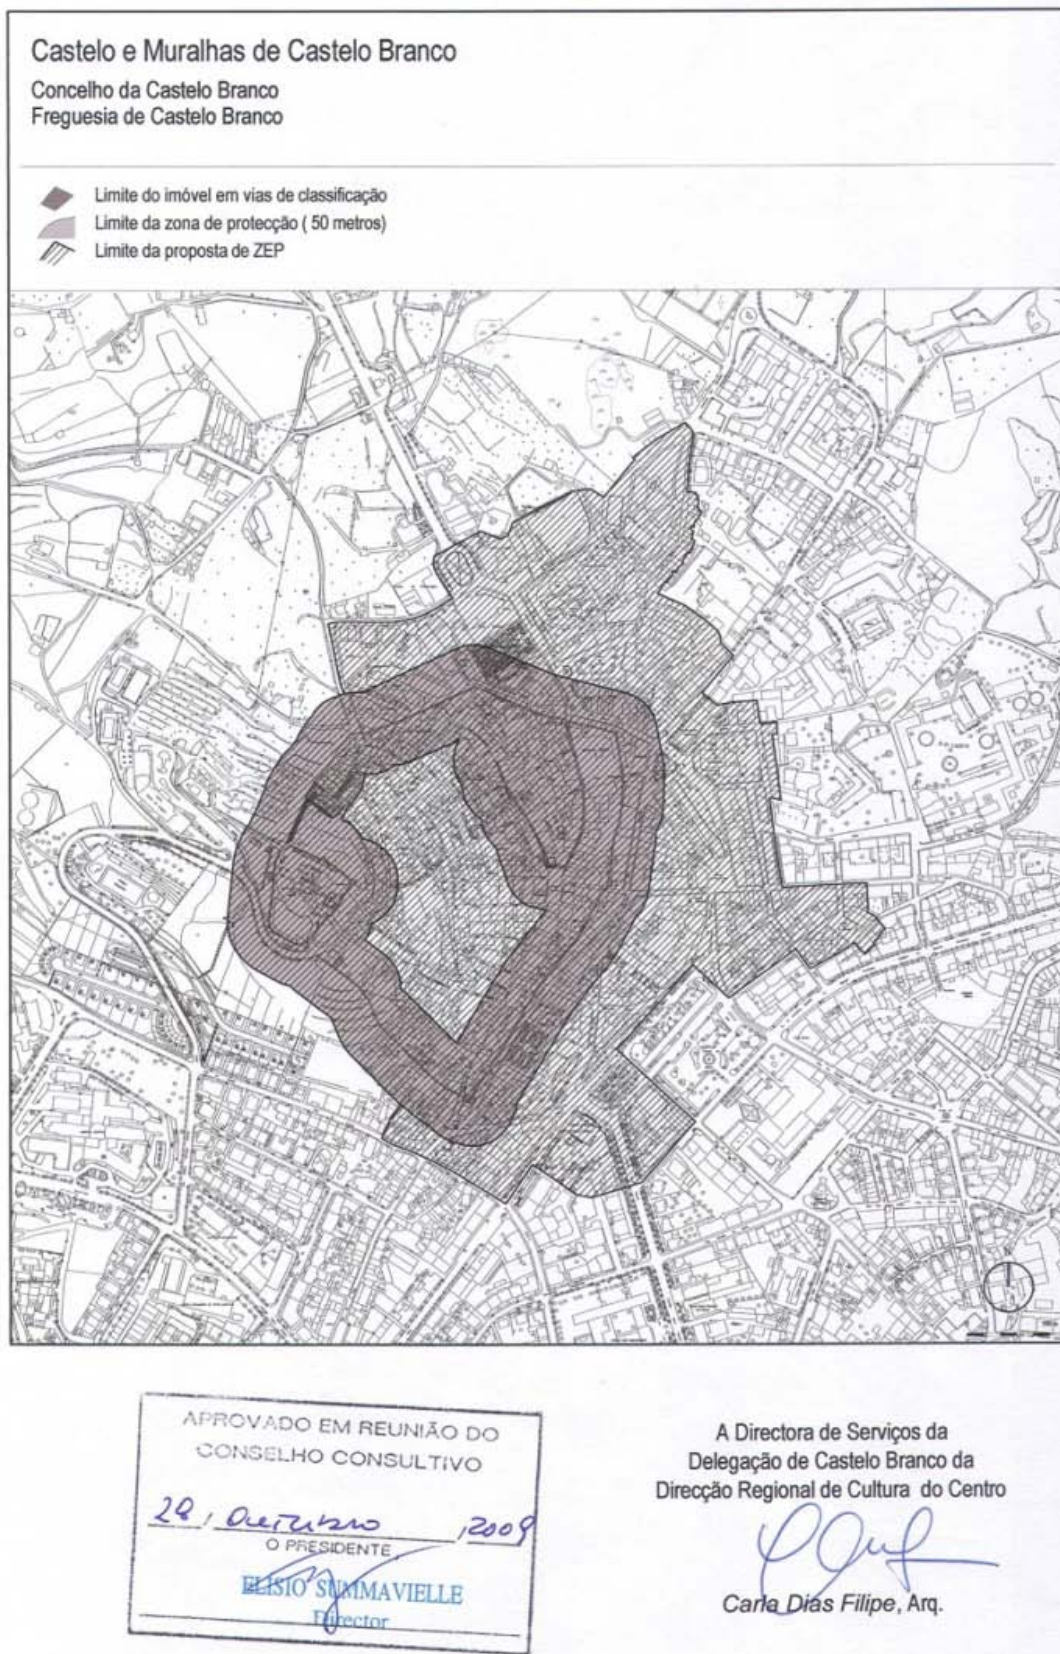 Castelo e Muralhas de Castelo Branco
Concelho da Castelo Branco
Freguesia de Castelo Branco
Limite do imóvel em vias de classificação
Limite da zona de protecção ( 50 metros)
Limite da proposta de ZEP
N
APROVADO EM REUNIÃO DO
CONSELHO CONSULTIVO
28, outubro, 2009
O PRESIDENTE
ELISIO SUMMAVIELLE
Director
A Directora de Serviços da
Delegação de Castelo Branco da
Direcção Regional de Cultura do Centro
Carla Dias Filipe, Arq.